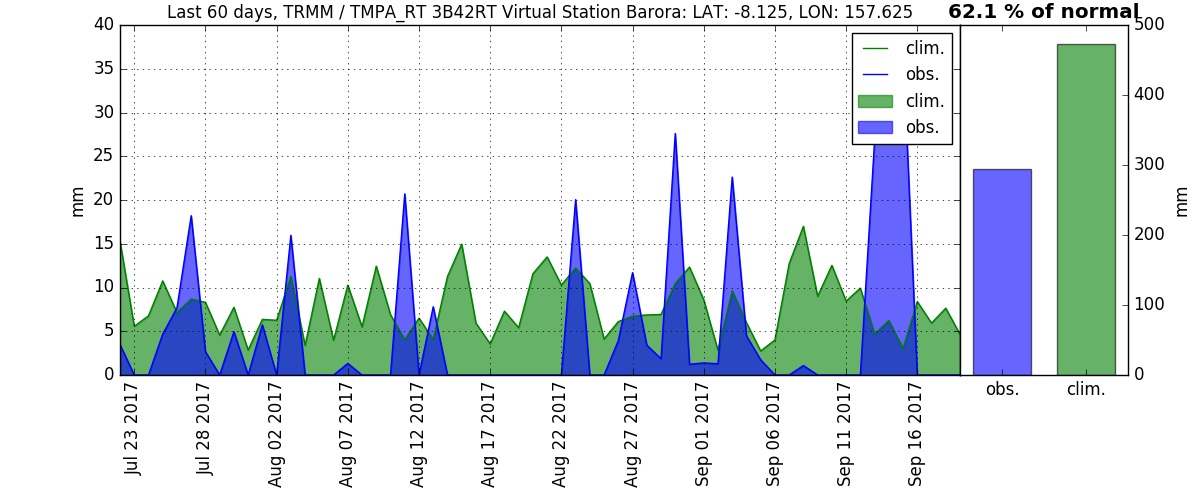 Last 60 days, TRMM / TMPA_RT 3B42RT Virtual Station Barora: LAT: -8.125, LON: 157.625
62.1 % of normal
40
35
30
25
20
15
10
5
0
mm
clim.
obs.
clim.
obs.
500
400
300
200
100
0
mm
obs.
clim.
Jul 23 2017
Jul 28 2017
Aug 02 2017
Aug 07 2017
Aug 12 2017
Aug 17 2017
Aug 22 2017
Aug 27 2017
Sep 01 2017
Sep 06 2017
Sep 11 2017
Sep 16 2017